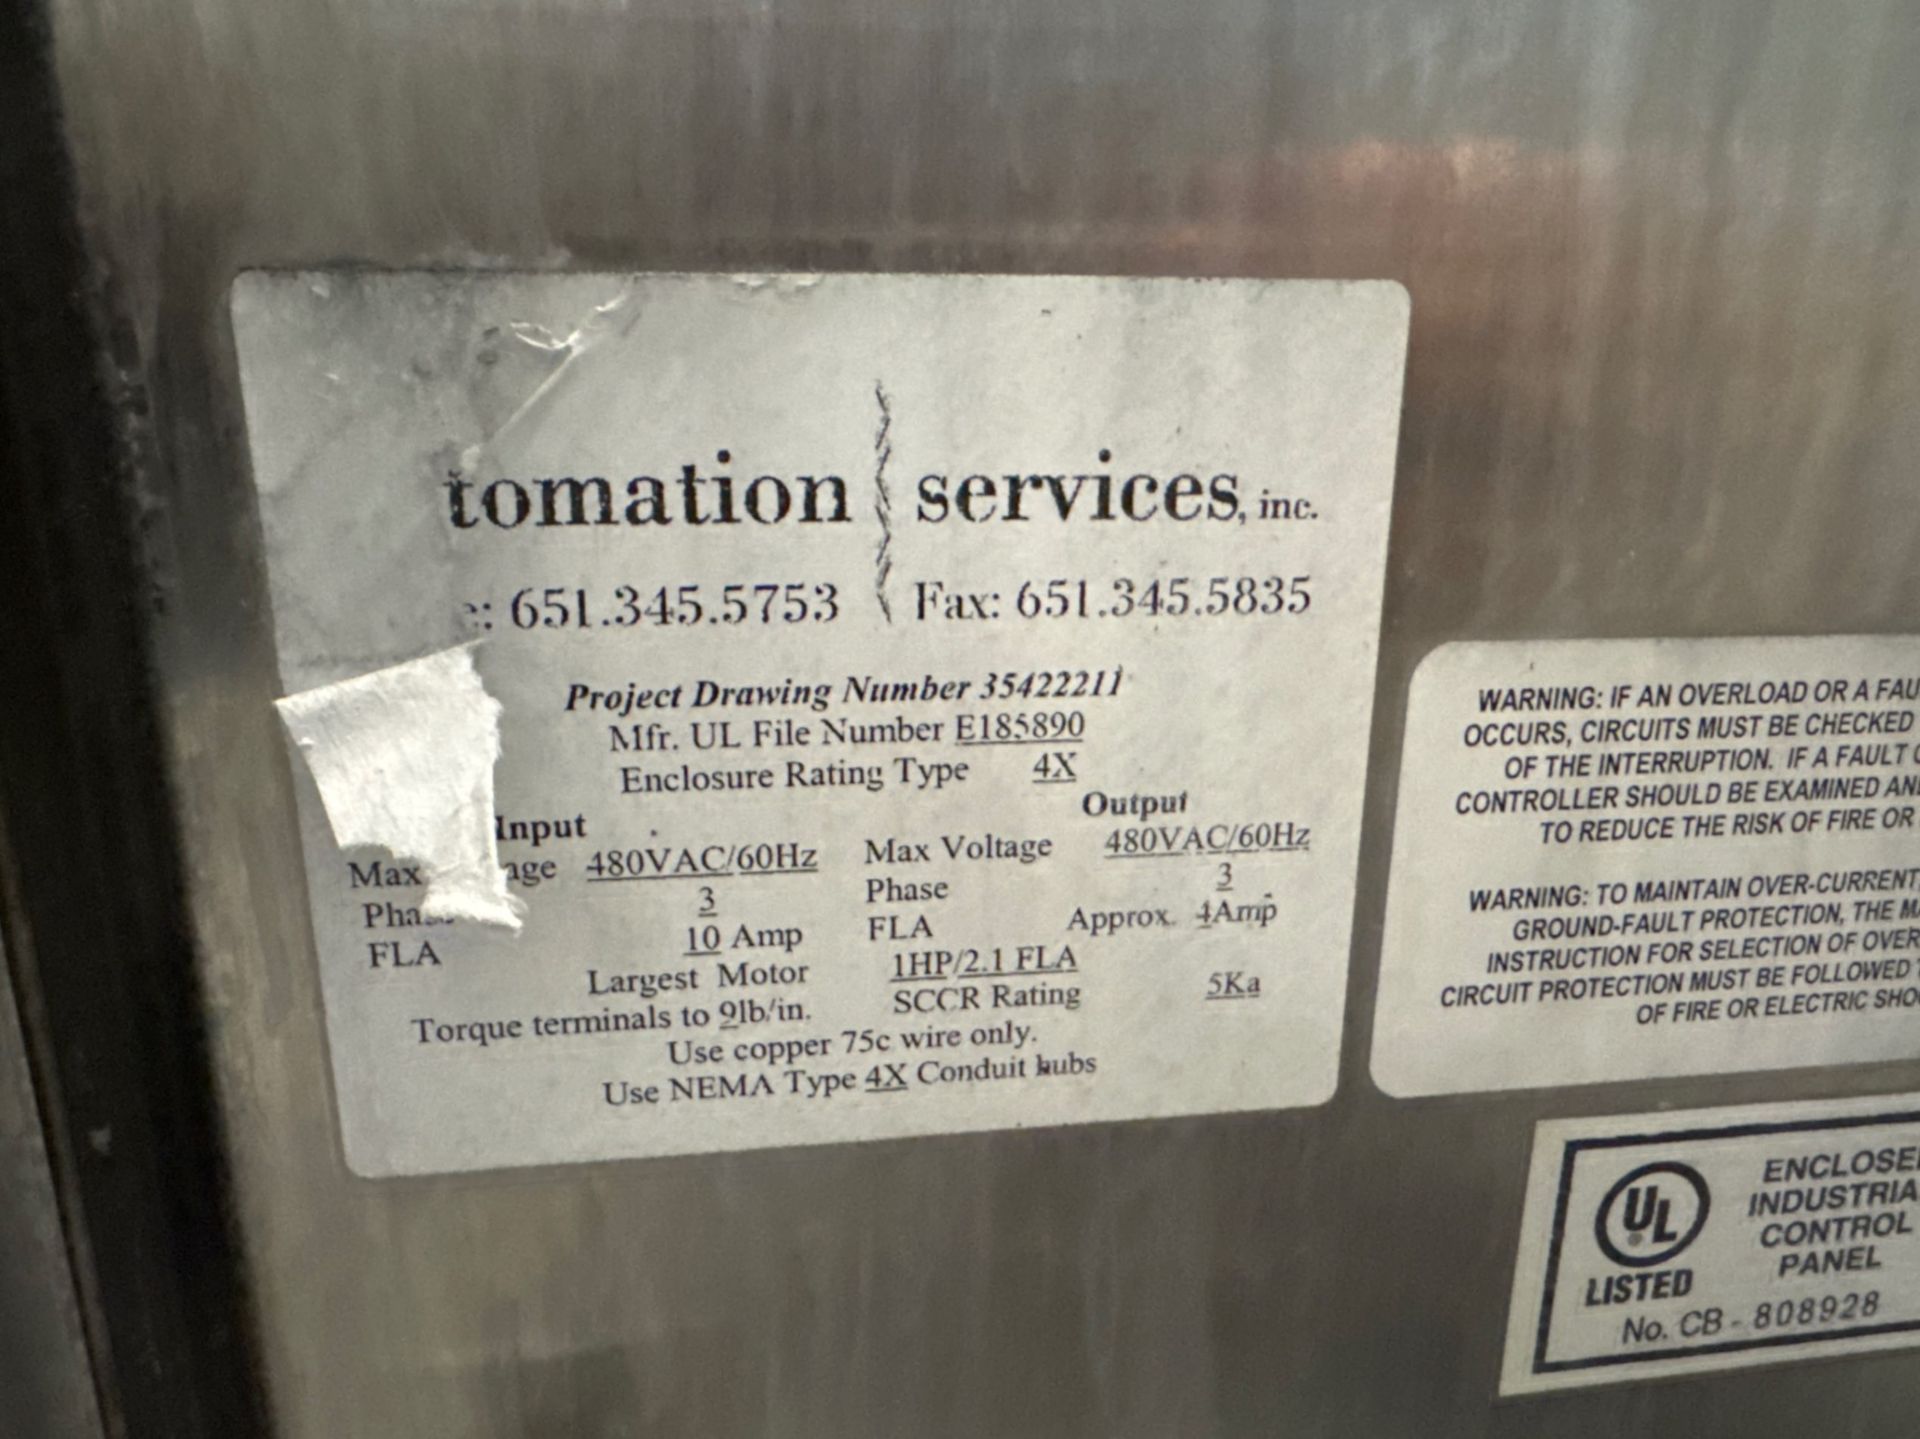 tomation services, inc.
: 651.345.5753 Fax: 651.345.5835
Project Drawing Number 35422211
Mfr. UL File Number E185890
Enclosure Rating Type 4X
Input Output
Max age 480VAC/60Hz Max Voltage 480VAC/60Hz
Pha 3 Phase 3
FLA 10 Amp FLA Approx. 4Amp
Largest Motor 1HP/2.1 FLA
Torque terminals to 9lb/in. SCCR Rating 5Ka
Use copper 75c wire only.
Use NEMA Type 4X Conduit hubs
WARNING: IF AN OVERLOAD OR A FAU
OCCURS, CIRCUITS MUST BE CHECKED
OF THE INTERRUPTION. IF A FAULT
CONTROLLER SHOULD BE EXAMINED AN
TO REDUCE THE RISK OF FIRE OR
WARNING: TO MAINTAIN OVER-CURRENT,
GROUND-FAULT PROTECTION, THE MA
INSTRUCTION FOR SELECTION OF OVER
CIRCUIT PROTECTION MUST BE FOLLOWED
OF FIRE OR ELECTRIC SHO
UL
LISTED
ENCLOSE
INDUSTRIA
CONTROL
PANEL
No. CB - 808928